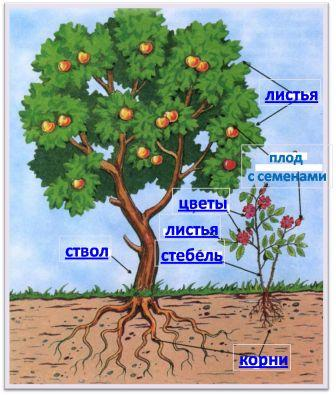 листья
плод
с семенами
цветы
листья
ствол
стебель
корни